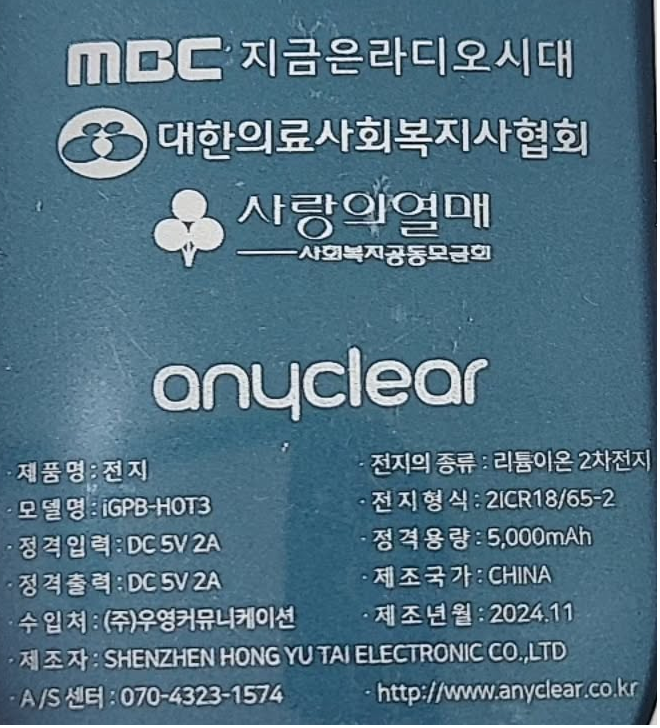 MBC 지금은라디오시대
대한의료사회복지사협회
사랑의열매
사회복지공동모금회
anyclear
· 제품명 : 전지
· 전지의 종류 : 리튬이온 2차전지
· 모델명 : iGPB-HOT3
· 전지형식 : 2ICR18/65-2
· 정격입력 : DC 5V 2A
· 정격용량 : 5,000mAh
· 정격출력 : DC 5V 2A
· 제조국가 : CHINA
· 수입처 : (주)우영커뮤니케이션
· 제조년월 : 2024.11
· 제조자 : SHENZHEN HONG YU TAI ELECTRONIC CO.,LTD
· A/S센터 : 070-4323-1574
· http://www.anyclear.co.kr